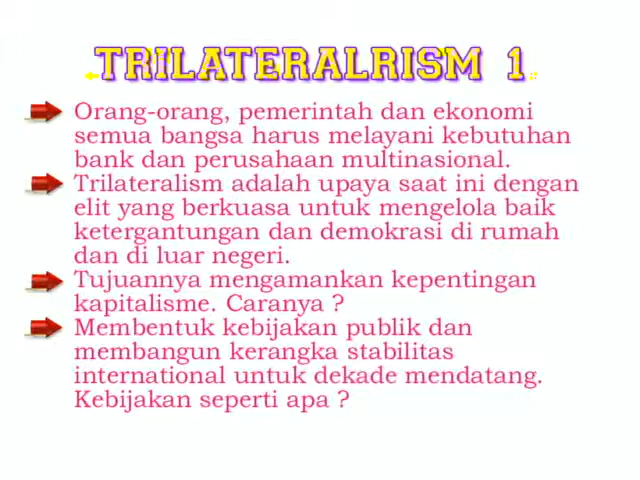 TRILATERALRISM 1
Orang-orang, pemerintah dan ekonomi
semua bangsa harus melayani kebutuhan
bank dan perusahaan multinasional.
Trilateralism adalah upaya saat ini dengan
elit yang berkuasa untuk mengelola baik
ketergantungan dan demokrasi di rumah
dan di luar negeri.
Tujuannya mengamankan kepentingan
kapitalisme. Caranya ?
Membentuk kebijakan publik dan
membangun kerangka stabilitas
international untuk dekade mendatang.
Kebijakan seperti apa ?